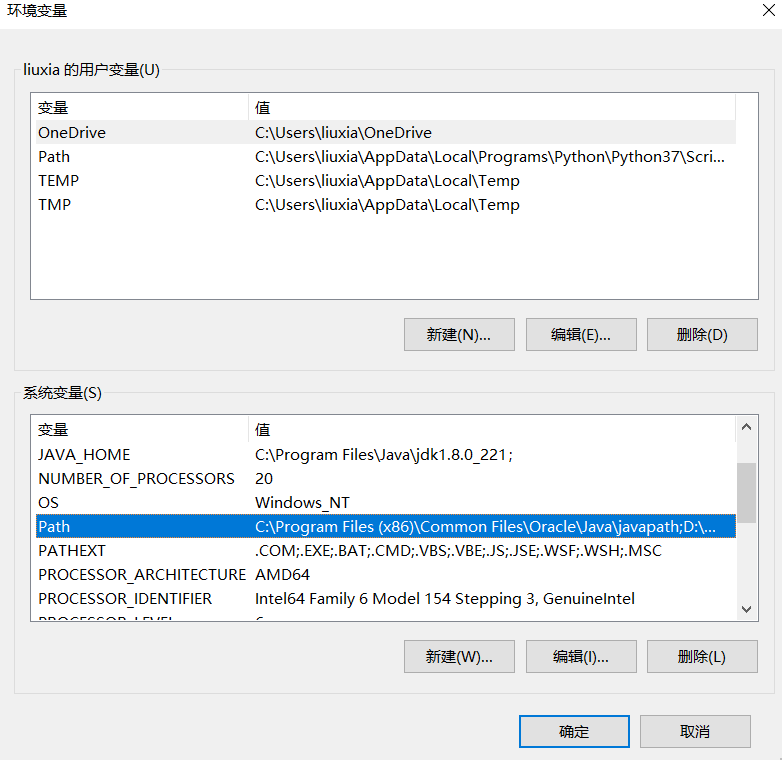 环境变量
liuxia 的用户变量(U)
变量 值
OneDrive C:\Users\liuxia\OneDrive
Path C:\Users\liuxia\AppData\Local\Programs\Python\Python37\Scri...
TEMP C:\Users\liuxia\AppData\Local\Temp
TMP C:\Users\liuxia\AppData\Local\Temp
新建(N)... 编辑(E)... 删除(D)
系统变量(S)
变量 值
JAVA_HOME C:\Program Files\Java\jdk1.8.0_221;
NUMBER_OF_PROCESSORS 20
OS Windows_NT
Path C:\Program Files (x86)\Common Files\Oracle\Java\javapath;D:\...
PATHEXT .COM;.EXE;.BAT;.CMD;.VBS;.VBE;.JS;.JSE;.WSF;.WSH;.MSC
PROCESSOR_ARCHITECTURE AMD64
PROCESSOR_IDENTIFIER Intel64 Family 6 Model 154 Stepping 3, GenuineIntel
PROCESSOR_LEVEL 6
新建(W)... 编辑(I)... 删除(L)
确定 取消